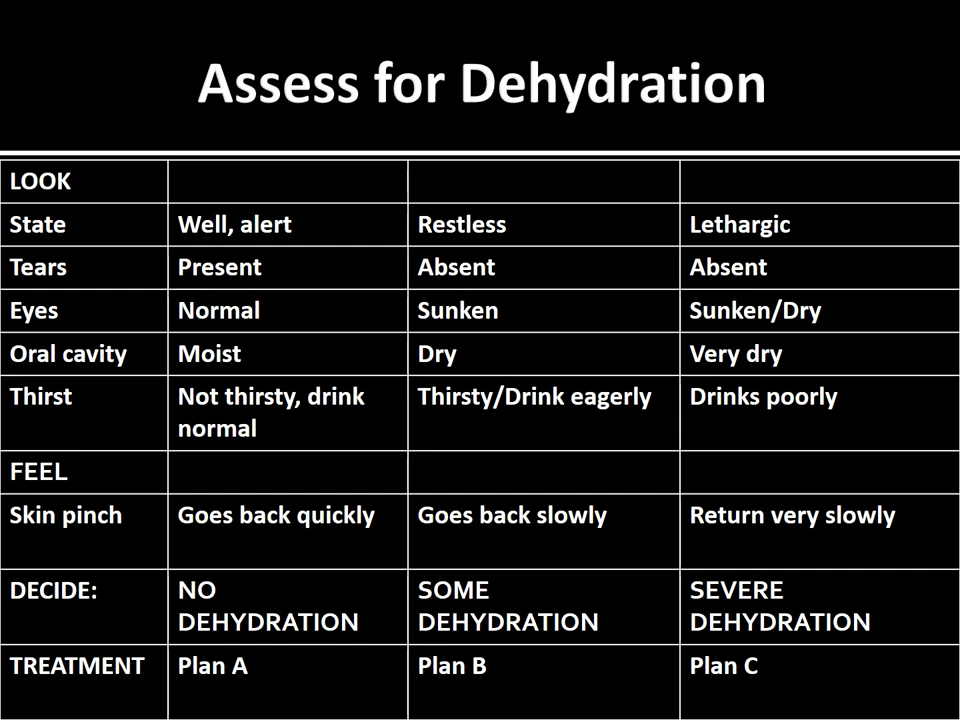 Assess for Dehydration
LOOK
State Well, alert Restless Lethargic
Tears Present Absent Absent
Eyes Normal Sunken Sunken/Dry
Oral cavity Moist Dry Very dry
Thirst Not thirsty, drink normal Thirsty/Drink eagerly Drinks poorly
FEEL
Skin pinch Goes back quickly Goes back slowly Return very slowly
DECIDE: NO DEHYDRATION SOME DEHYDRATION SEVERE DEHYDRATION
TREATMENT Plan A Plan B Plan C